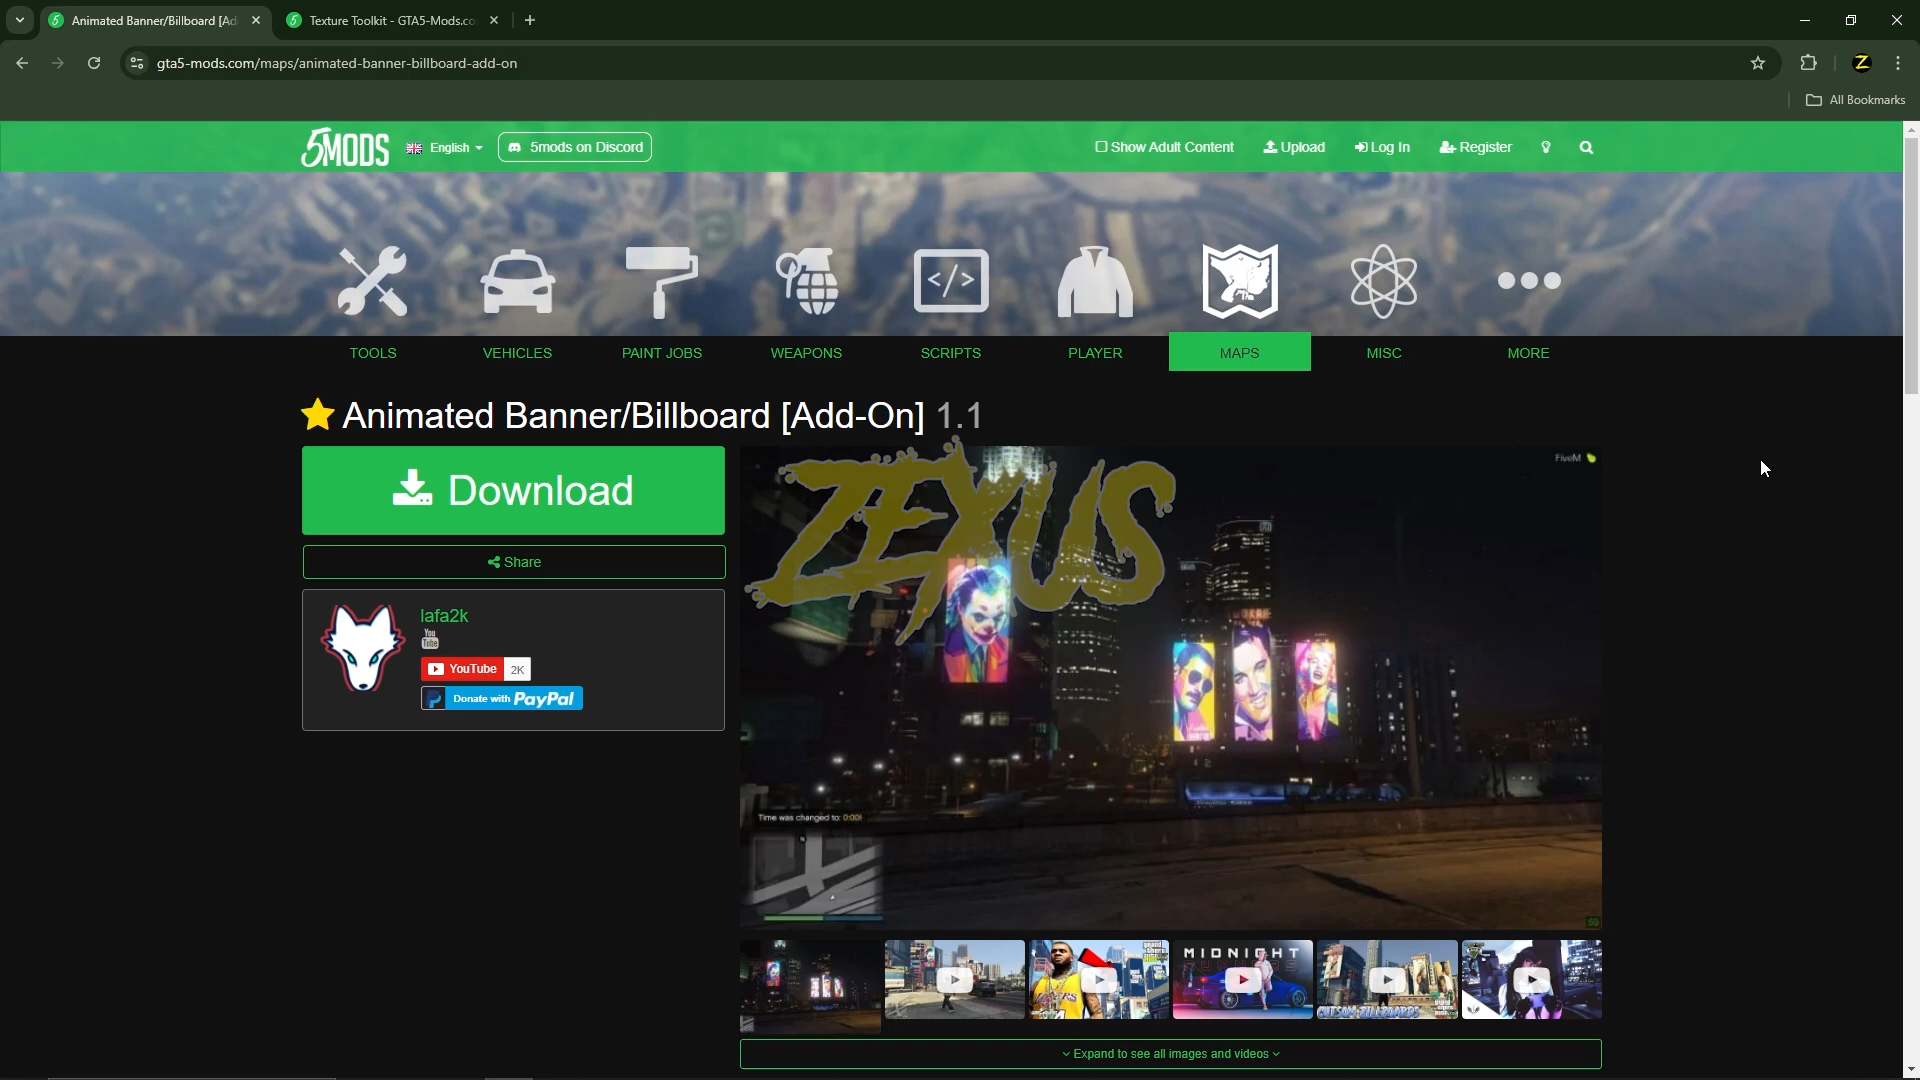 Animated Banner/Billboard [Ad
Texture Toolkit - GTA5-Mods.co
gta5-mods.com/maps/animated-banner-billboard-add-on
All Bookmarks
5MODS
English
5mods on Discord
Show Adult Content
Upload
Log In
Register
TOOLS
VEHICLES
PAINT JOBS
WEAPONS
SCRIPTS
PLAYER
MAPS
MISC
MORE
Animated Banner/Billboard [Add-On] 1.1
Download
Share
lafa2k
You
Tube
YouTube
2K
Donate with PayPal
FiveM
ZEXUS
Time was changed to: 0:00!
MIDNIGHT
Expand to see all images and videos